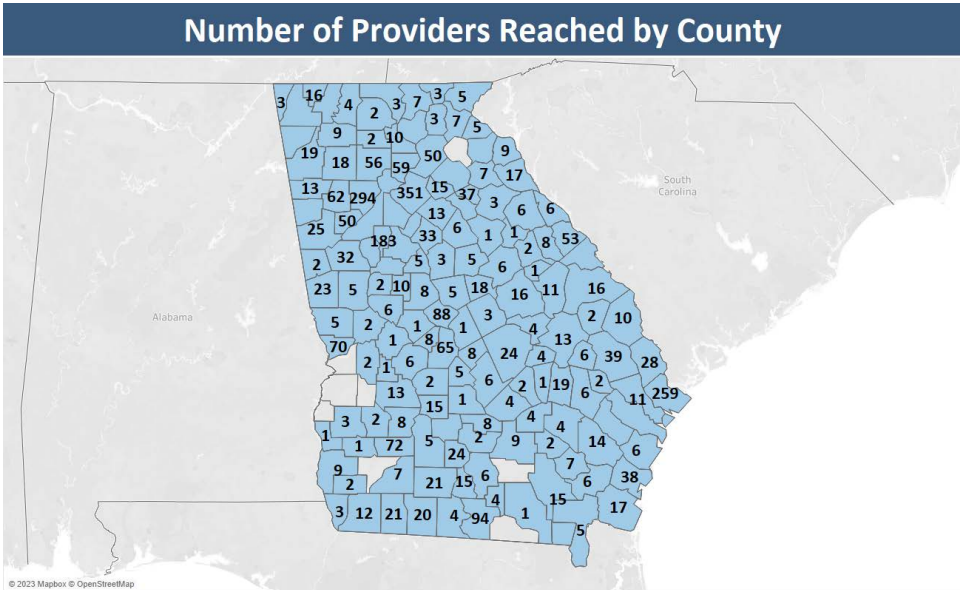 Number of Providers Reached by County
3 16 4 2 3 7 3 5
3 7 5
9 2 10
19 18 56 59 50 9
7 17
13 62 294 351 15 37 3 6 6
South
Carolina
25 50 13 6
183 33 1 1 2 8 53
2 32 5 3 5 6 1
23 5 2 10 8 5 18 16 11 16
Alabama
6 88 3 2 10
5 2 1 1 4 13
70 1 8 65 8 24 4 6 39 28
2 1 6 5
13 2 6 2 1 19 6 2 11 259
15 1 4
3 2 8 8 4 4
1 1 72 5 2 9 2 14 6
24
9 2 7 21 15 6 7 6 38
3 12 21 20 4 94 4 1 15 17
5
© 2023 Mapbox © OpenStreetMap